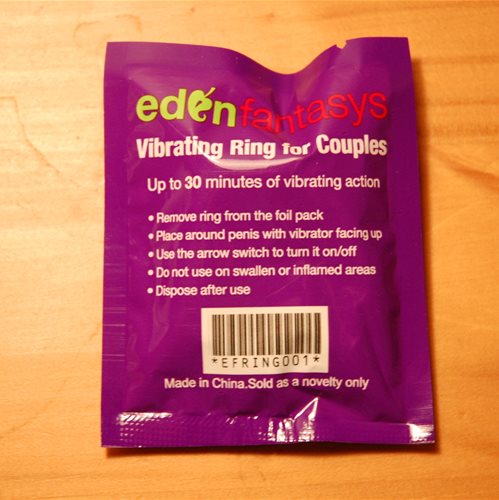 edenfantasys
Vibrating Ring for Couples
Up to 30 minutes of vibrating action
• Remove ring from the foil pack
• Place around penis with vibrator facing up
• Use the arrow switch to turn it on/off
• Do not use on swallen or inflamed areas
• Dispose after use
*EFRING001*
Made in China.Sold as a novelty only